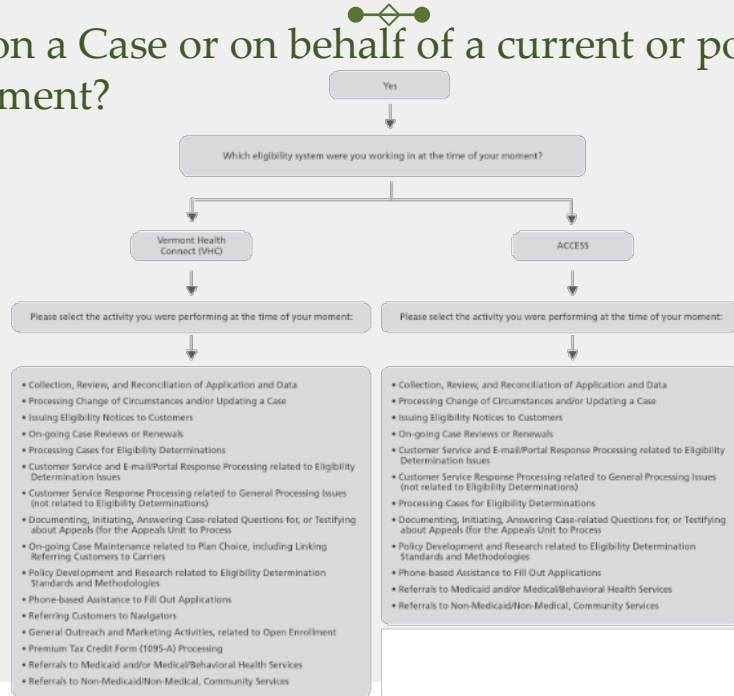 on a Case or on behalf of a current or po
ment?
Yes
Which eligibility system were you working in at the time of your moment?
Vermont Health
Connect (VHC)
ACCESS
Please select the activity you were performing at the time of your moment:
Please select the activity you were performing at the time of your moment:
• Collection, Review, and Reconciliation of Application and Data
• Processing Change of Circumstances and/or Updating a Case
• Issuing Eligibility Notices to Customers
• On-going Case Reviews or Renewals
• Processing Cases for Eligibility Determinations
• Customer Service and E-mail/Portal Response Processing related to Eligibility
Determination Issues
• Customer Service Response Processing related to General Processing Issues
(not related to Eligibility Determinations)
• Documenting, Initiating, Answering Case-related Questions for, or Testifying
about Appeals (for the Appeals Unit to Process
• On-going Case Maintenance related to Plan Choice, including Linking
Referring Customers to Carriers
• Policy Development and Research related to Eligibility Determination
Standards and Methodologies
• Phone-based Assistance to Fill Out Applications
• Referring Customers to Navigators
• General Outreach and Marketing Activities, related to Open Enrollment
• Premium Tax Credit Form (1095-A) Processing
• Referrals to Medicaid and/or Medical/Behavioral Health Services
• Referrals to Non-Medicaid/Non-Medical, Community Services
• Collection, Review, and Reconciliation of Application and Data
• Processing Change of Circumstances and/or Updating a Case
• Issuing Eligibility Notices to Customers
• On-going Case Reviews or Renewals
• Customer Service and E-mail/Portal Response Processing related to Eligibility
Determination Issues
• Customer Service Response Processing related to General Processing Issues
(not related to Eligibility Determinations)
• Processing Cases for Eligibility Determinations
• Documenting, Initiating, Answering Case-related Questions for, or Testifying
about Appeals (for the Appeals Unit to Process
• Policy Development and Research related to Eligibility Determination
Standards and Methodologies
• Phone-based Assistance to Fill Out Applications
• Referrals to Medicaid and/or Medical/Behavioral Health Services
• Referrals to Non-Medicaid/Non-Medical, Community Services